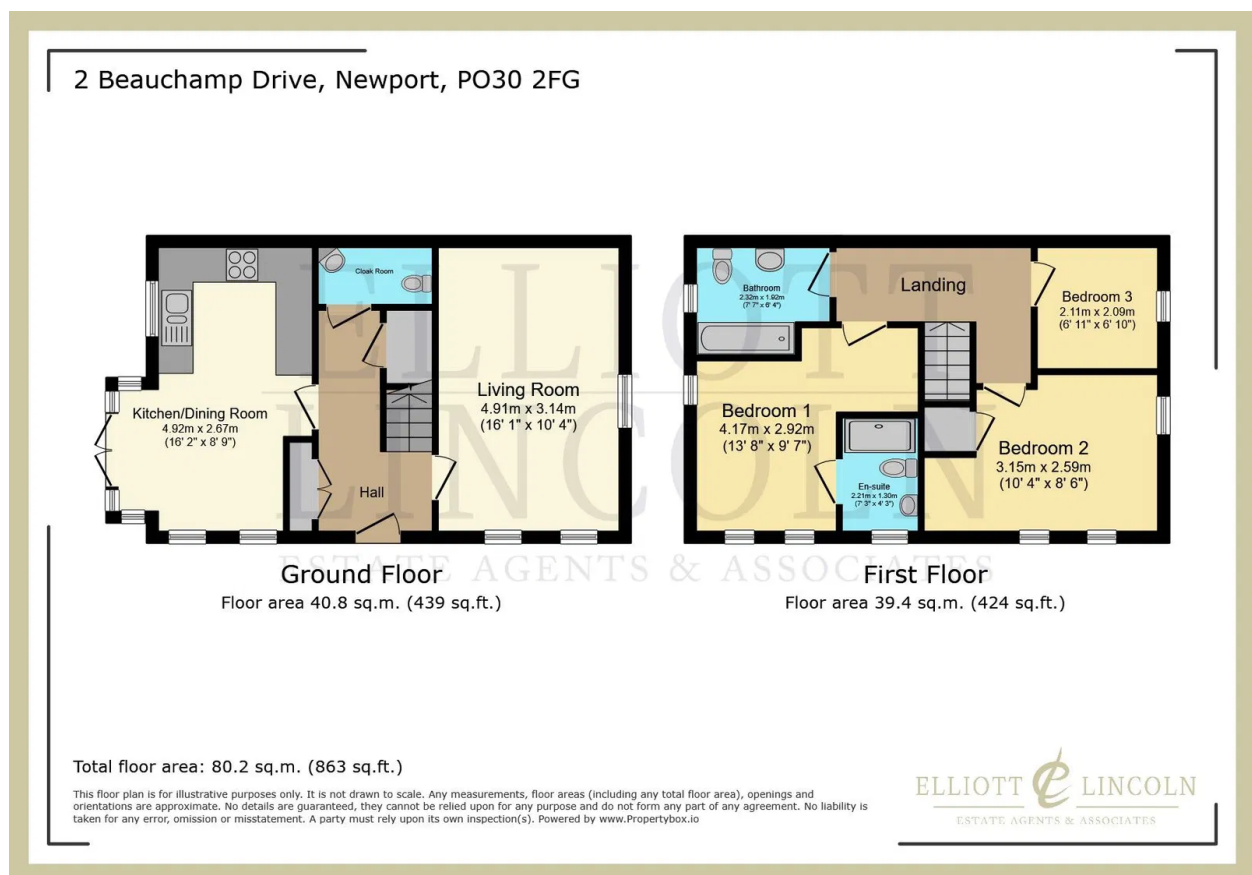 2 Beauchamp Drive, Newport, PO30 2FG
Cloak Room
Kitchen/Dining Room
4.92m x 2.67m
(16' 2" x 8' 9")
Hall
Living Room
4.91m x 3.14m
(16' 1" x 10' 4")
Bathroom
2.32m x 1.92m
(7' 7" x 6' 4")
Landing
Bedroom 3
2.11m x 2.09m
(6' 11" x 6' 10")
Bedroom 1
4.17m x 2.92m
(13' 8" x 9' 7")
En-suite
2.21m x 1.30m
(7' 3" x 4' 3")
Bedroom 2
3.15m x 2.59m
(10' 4" x 8' 6")
ELLIOTT
LINCOLN
ESTATE AGENTS & ASSOCIATES
Ground Floor
Floor area 40.8 sq.m. (439 sq.ft.)
First Floor
Floor area 39.4 sq.m. (424 sq.ft.)
Total floor area: 80.2 sq.m. (863 sq.ft.)
This floor plan is for illustrative purposes only. It is not drawn to scale. Any measurements, floor areas (including any total floor area), openings and
orientations are approximate. No details are guaranteed, they cannot be relied upon for any purpose and do not form any part of any agreement. No liability is
taken for any error, omission or misstatement. A party must rely upon its own inspection(s). Powered by www.Propertybox.io
ELLIOTT e LINCOLN
ESTATE AGENTS & ASSOCIATES